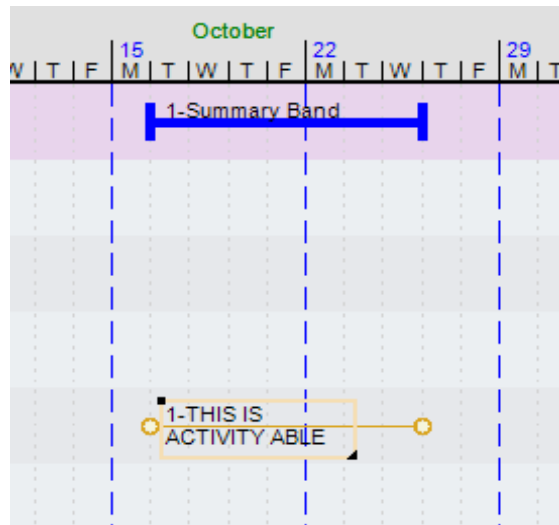 October
15 22 29
W T F M T W T F M T W T F M T
1-Summary Band
1-THIS IS
ACTIVITY ABLE